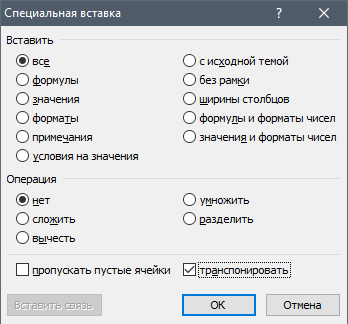 Специальная вставка ? ×
Вставить
все
с исходной темой
формулы
без рамки
значения
ширины столбцов
форматы
формулы и форматы чисел
примечания
значения и форматы чисел
условия на значения
Операция
нет
умножить
сложить
разделить
вычесть
пропускать пустые ячейки
транспонировать
Вставить связь
ОК
Отмена